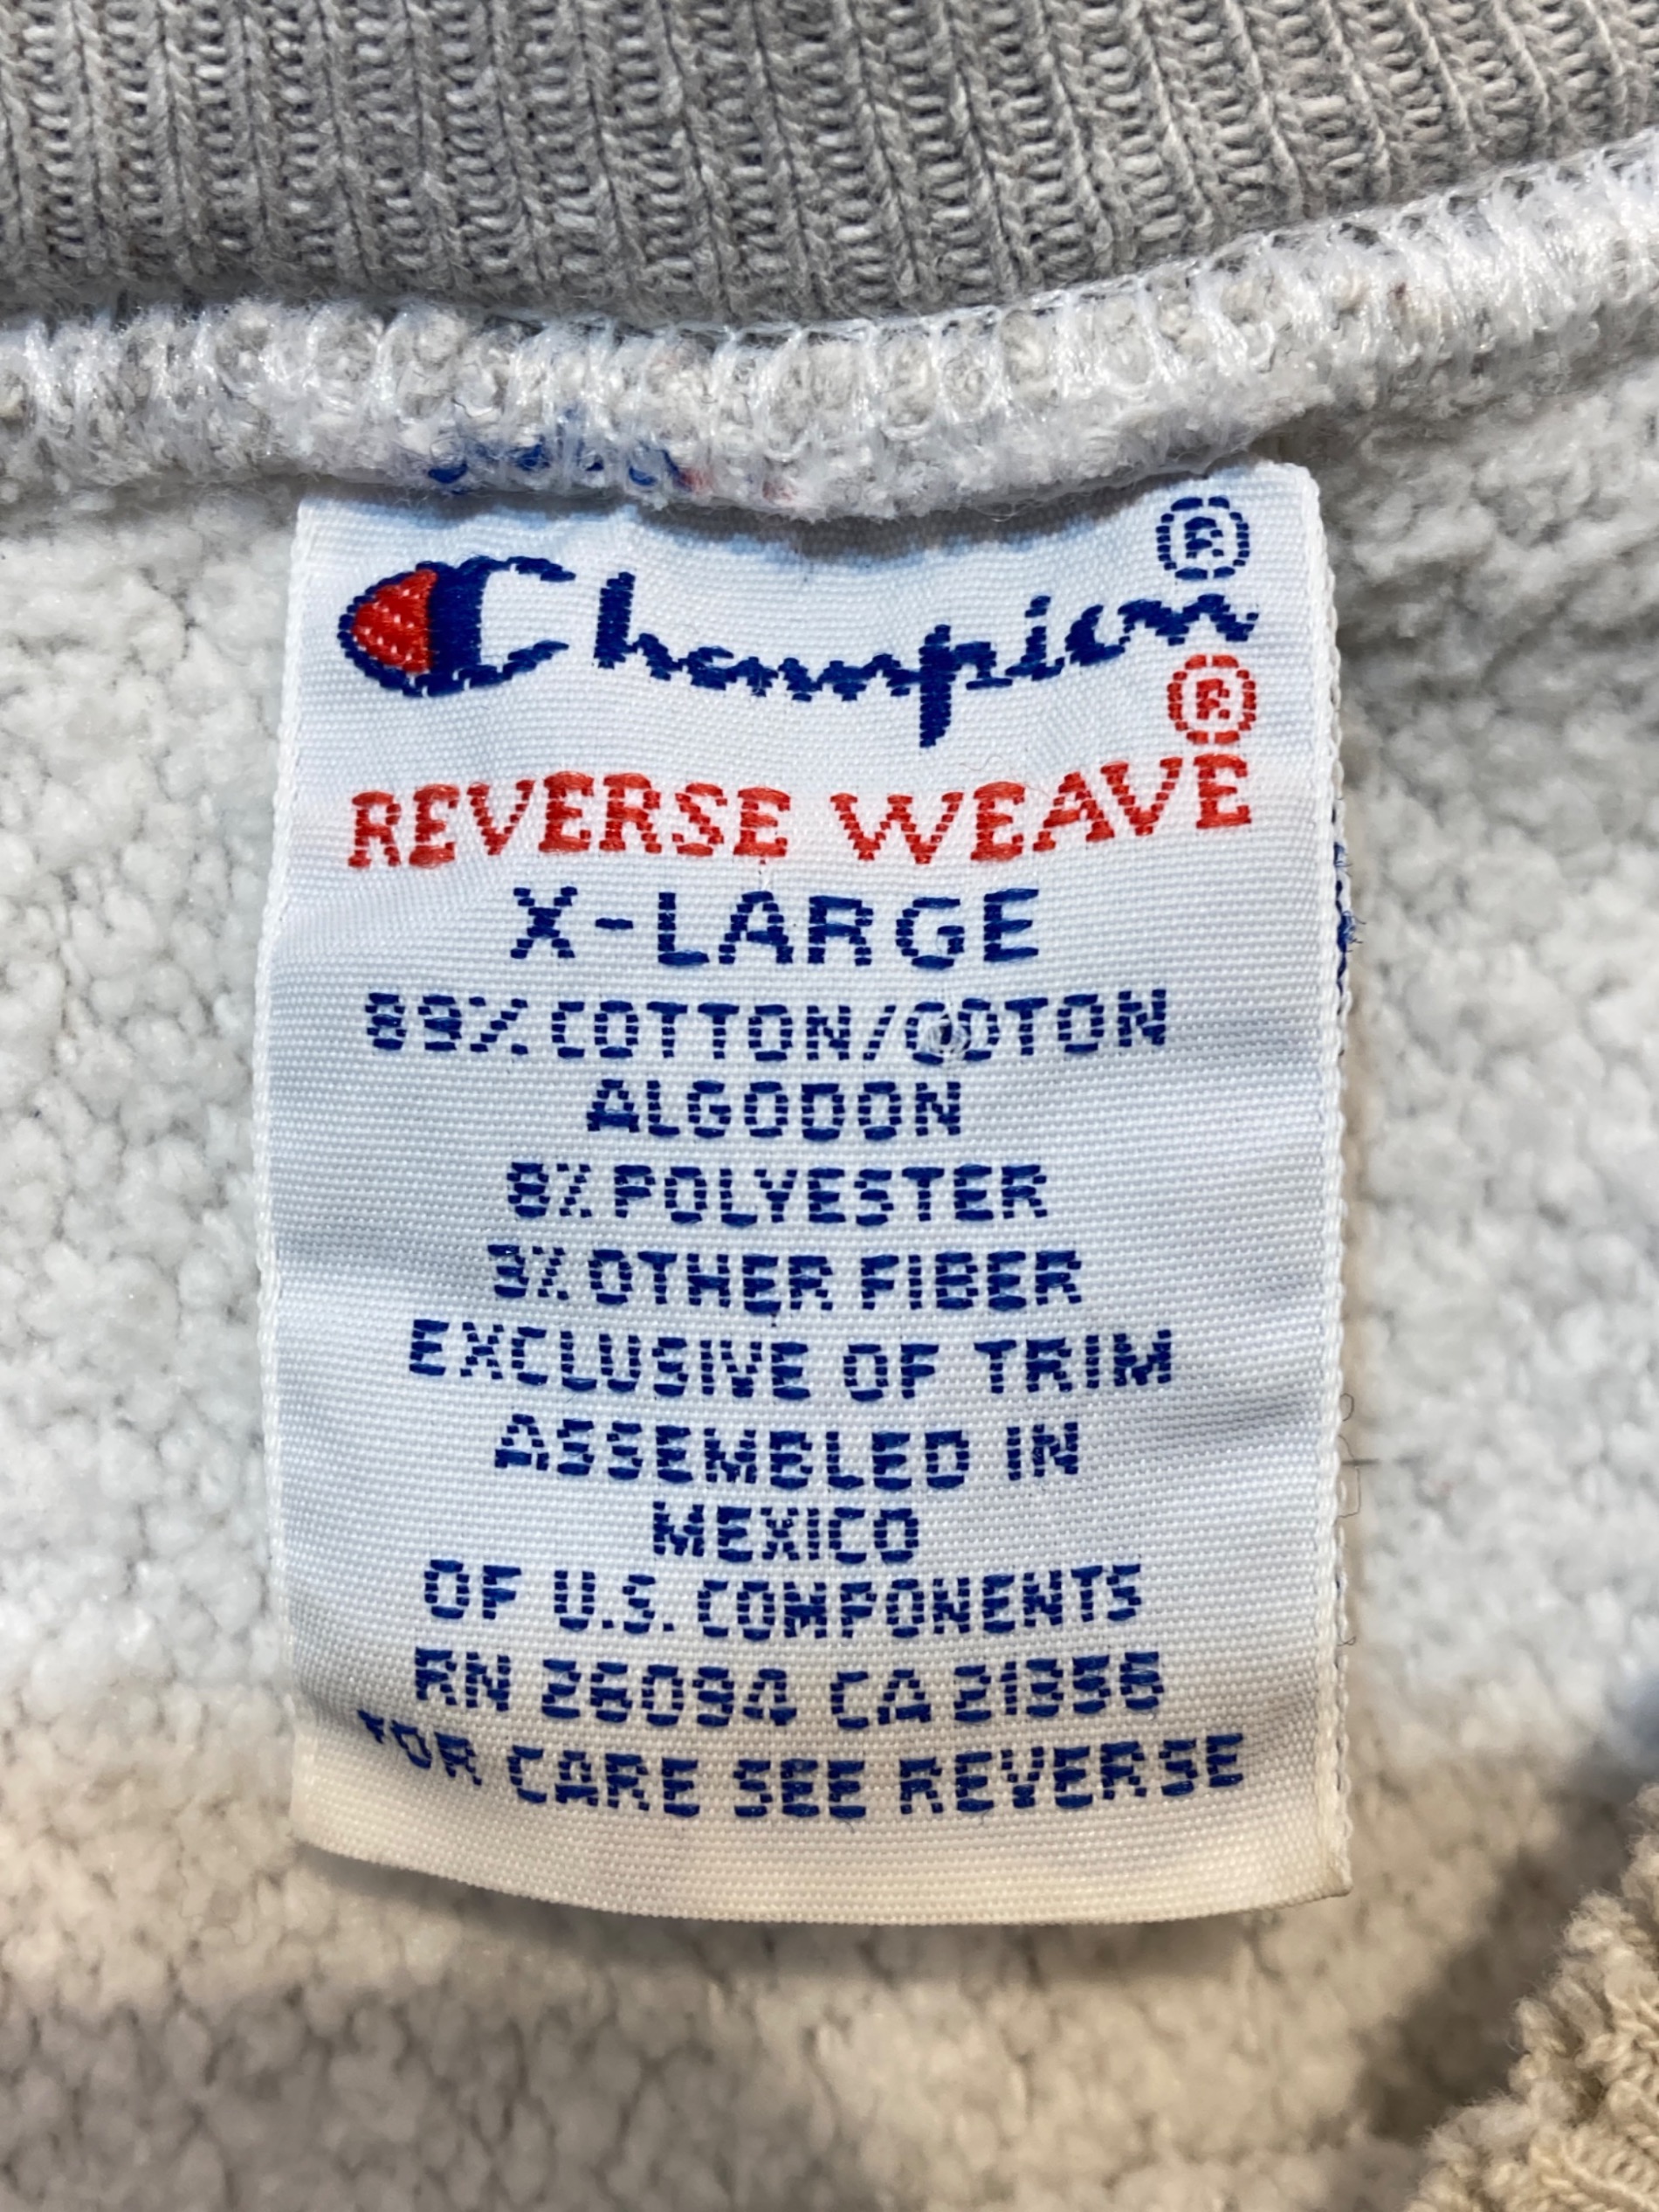 ®
Champion
®
REVERSE WEAVE
X-LARGE
89% COTTON/COTON
ALGODON
8% POLYESTER
3% OTHER FIBER
EXCLUSIVE OF TRIM
ASSEMBLED IN
MEXICO
OF U.S. COMPONENTS
RN 26094 CA 21356
FOR CARE SEE REVERSE